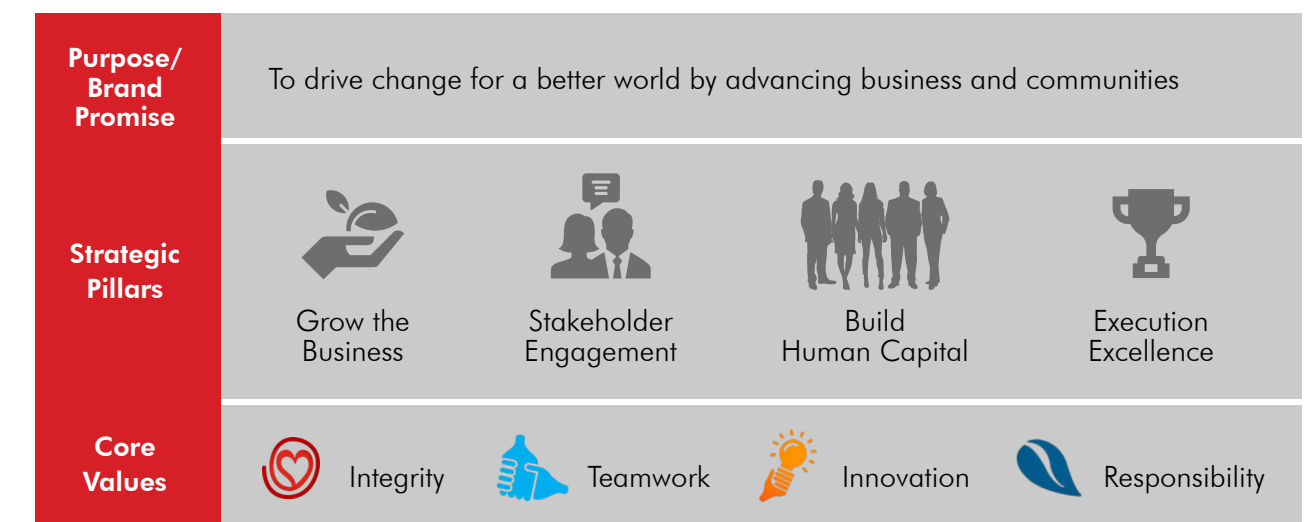 Purpose/
Brand
Promise
To drive change for a better world by advancing business and communities
Strategic
Pillars
Grow the
Business
Stakeholder
Engagement
Build
Human Capital
Execution
Excellence
Core
Values
Integrity
Teamwork
Innovation
Responsibility